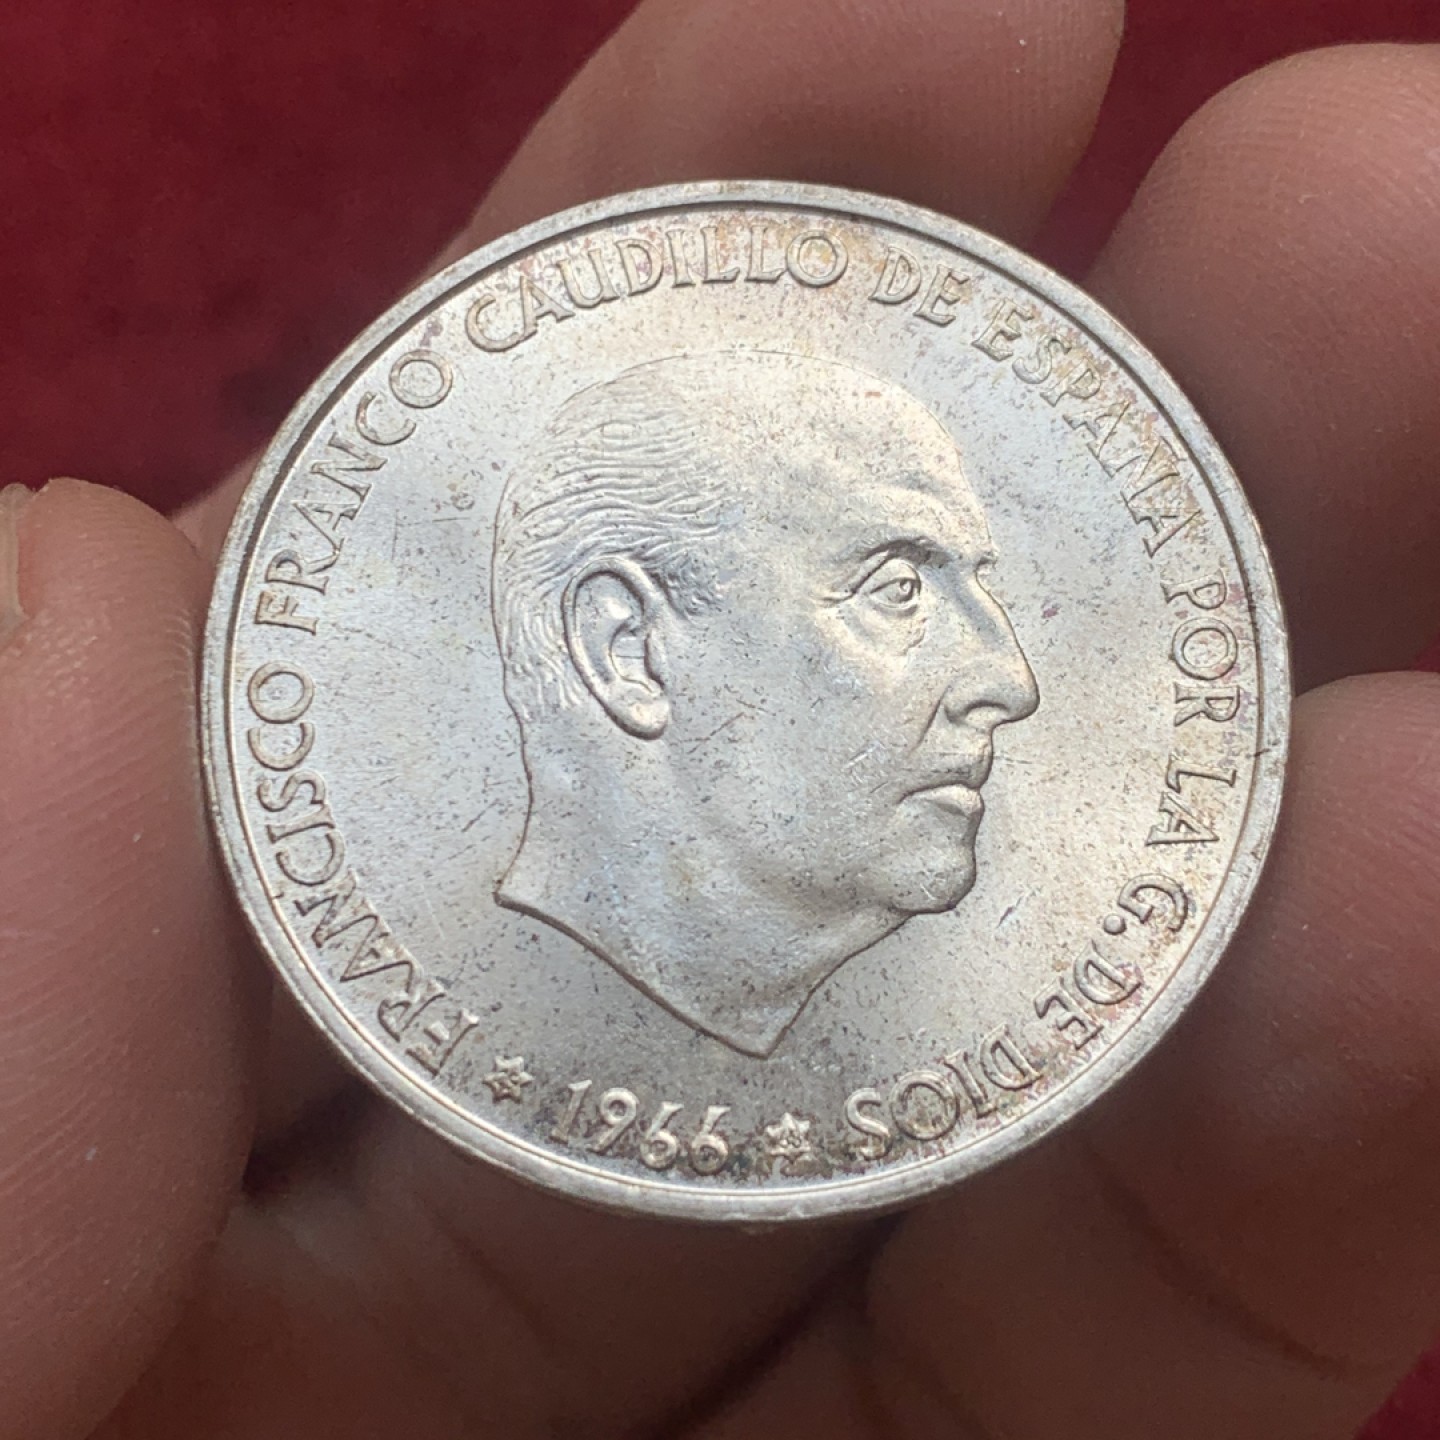 FRANCISCO FRANCO CAUDILLO DE ESPAÑA POR LA G. DE DIOS
* 1966 *